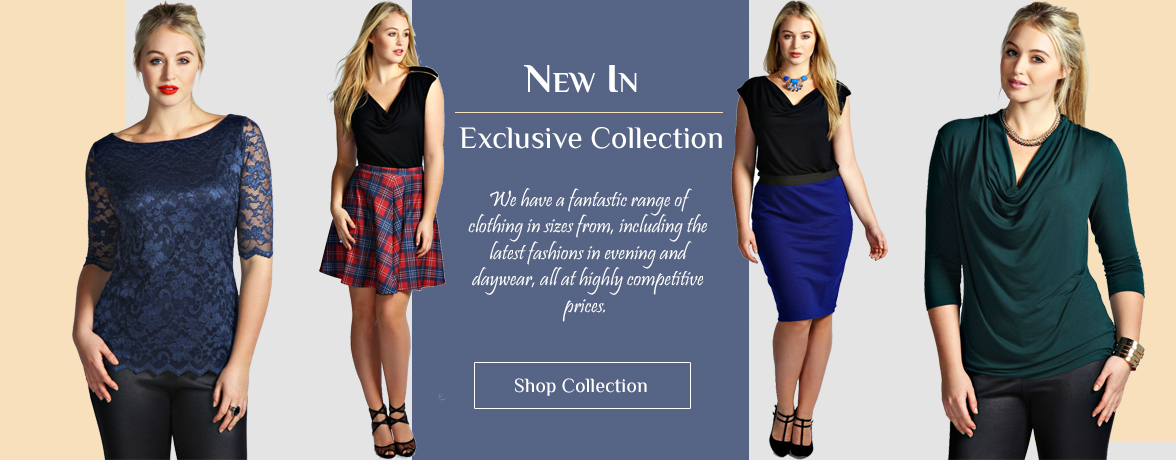 New In
Exclusive Collection
We have a fantastic range of
clothing in sizes from, including the
latest fashions in evening and
daywear, all at highly competitive
prices.
Shop Collection